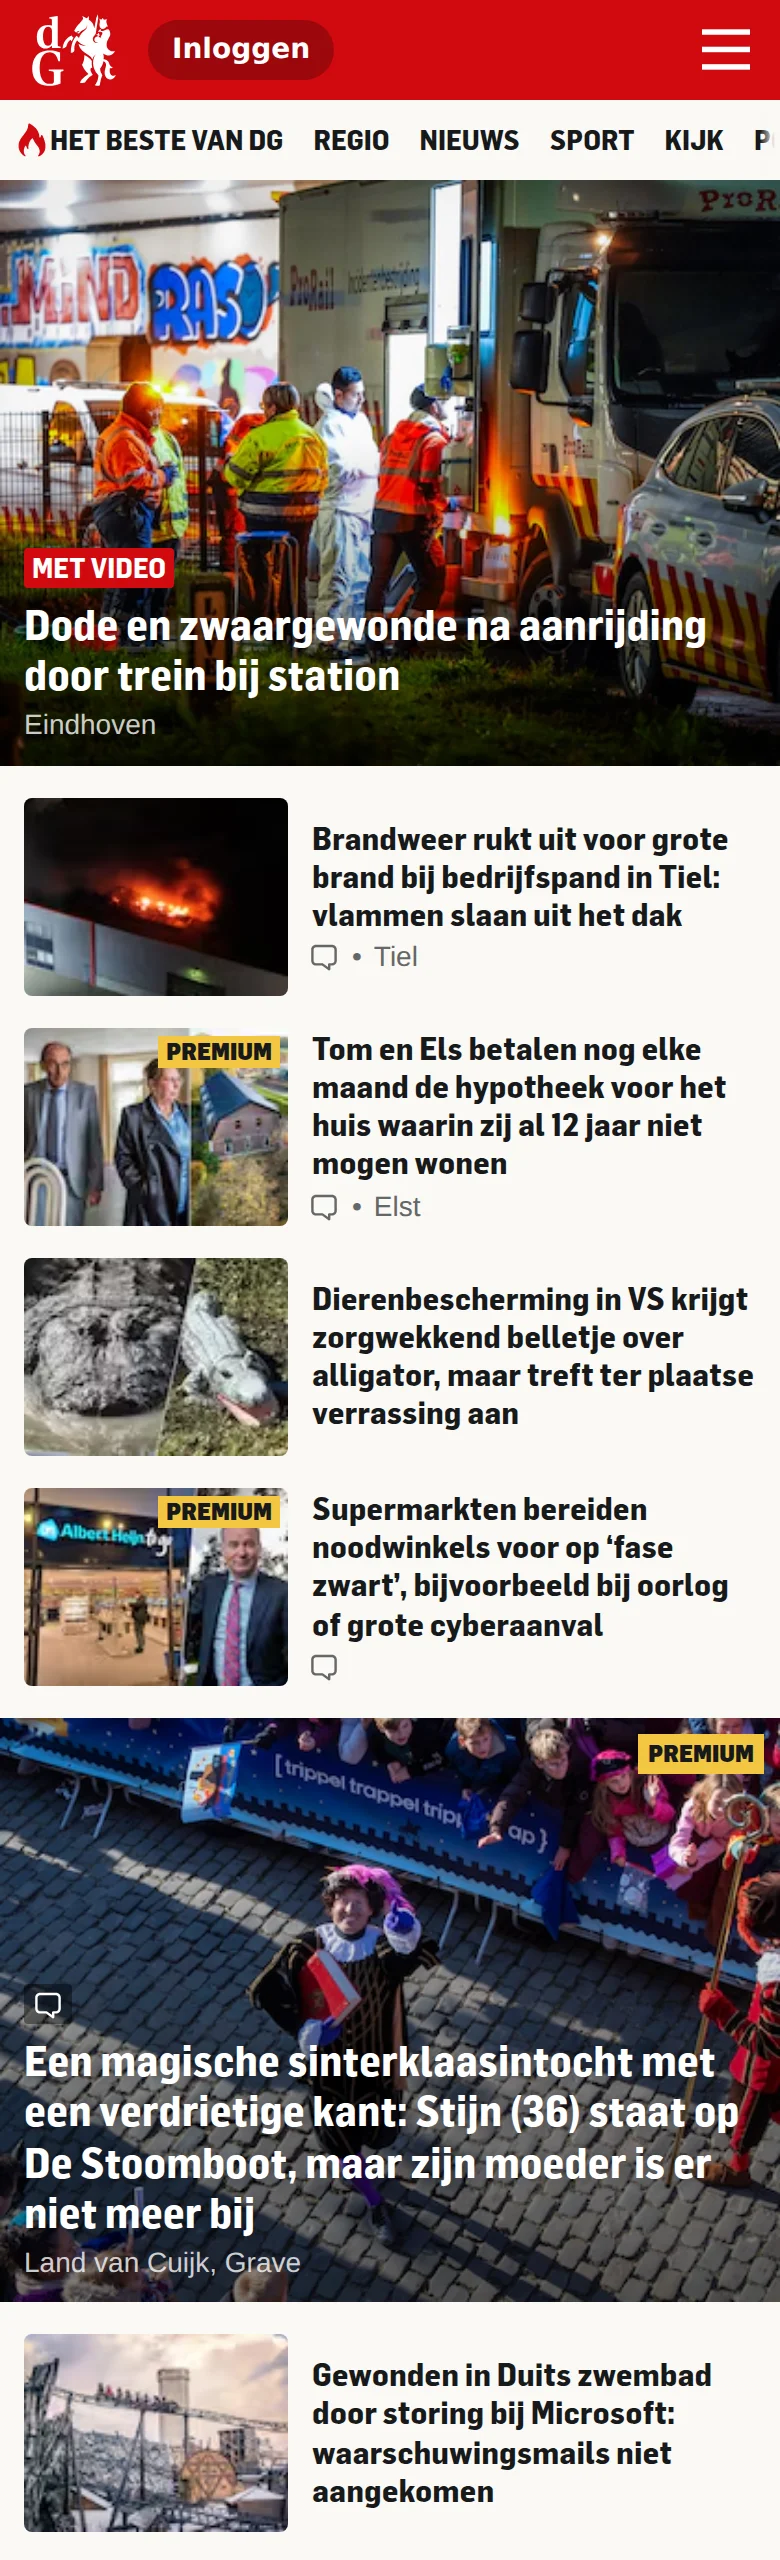 dG
Inloggen
HET BESTE VAN DG REGIO NIEUWS SPORT KIJK
ProRail
MET VIDEO
Dode en zwaargewonde na aanrijding
door trein bij station
Eindhoven
Brandweer rukt uit voor grote
brand bij bedrijfspand in Tiel:
vlammen slaan uit het dak
• Tiel
PREMIUM
Tom en Els betalen nog elke
maand de hypotheek voor het
huis waarin zij al 12 jaar niet
mogen wonen
• Elst
Dierenbescherming in VS krijgt
zorgwekkend belletje over
alligator, maar treft ter plaatse
verrassing aan
PREMIUM
Albert Heijn
Supermarkten bereiden
noodwinkels voor op ‘fase
zwart’, bijvoorbeeld bij oorlog
of grote cyberaanval
PREMIUM
[ trippel trappel
Een magische sinterklaasintocht met
een verdrietige kant: Stijn (36) staat op
De Stoomboot, maar zijn moeder is er
niet meer bij
Land van Cuijk, Grave
Gewonden in Duits zwembad
door storing bij Microsoft:
waarschuwingsmails niet
aangekomen